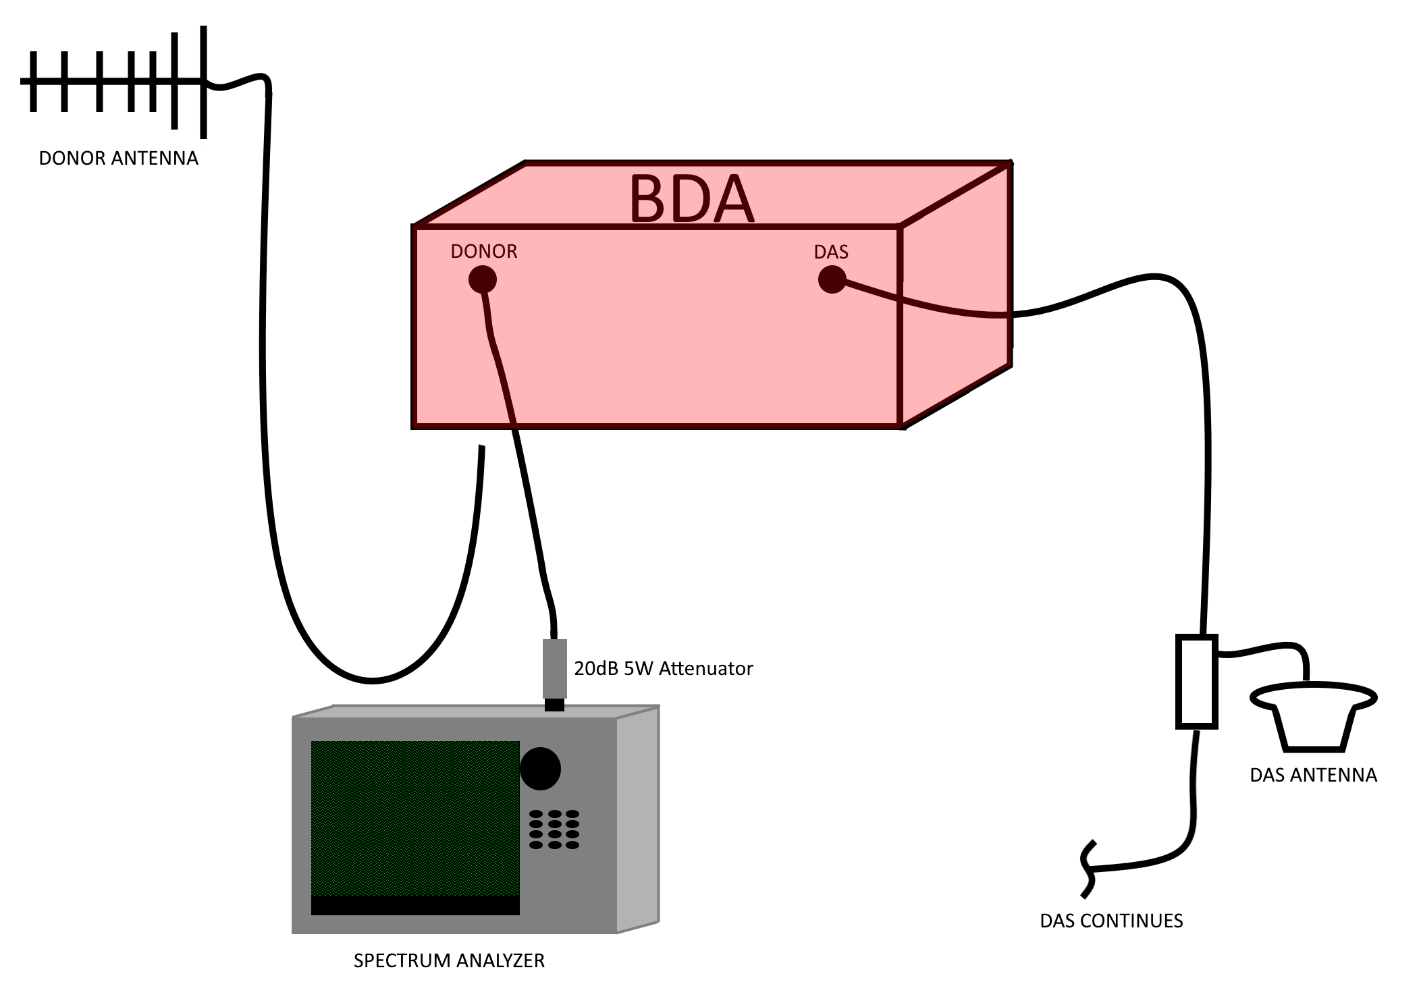 DONOR ANTENNA
BDA
DONOR
DAS
20dB 5W Attenuator
DAS ANTENNA
DAS CONTINUES
SPECTRUM ANALYZER